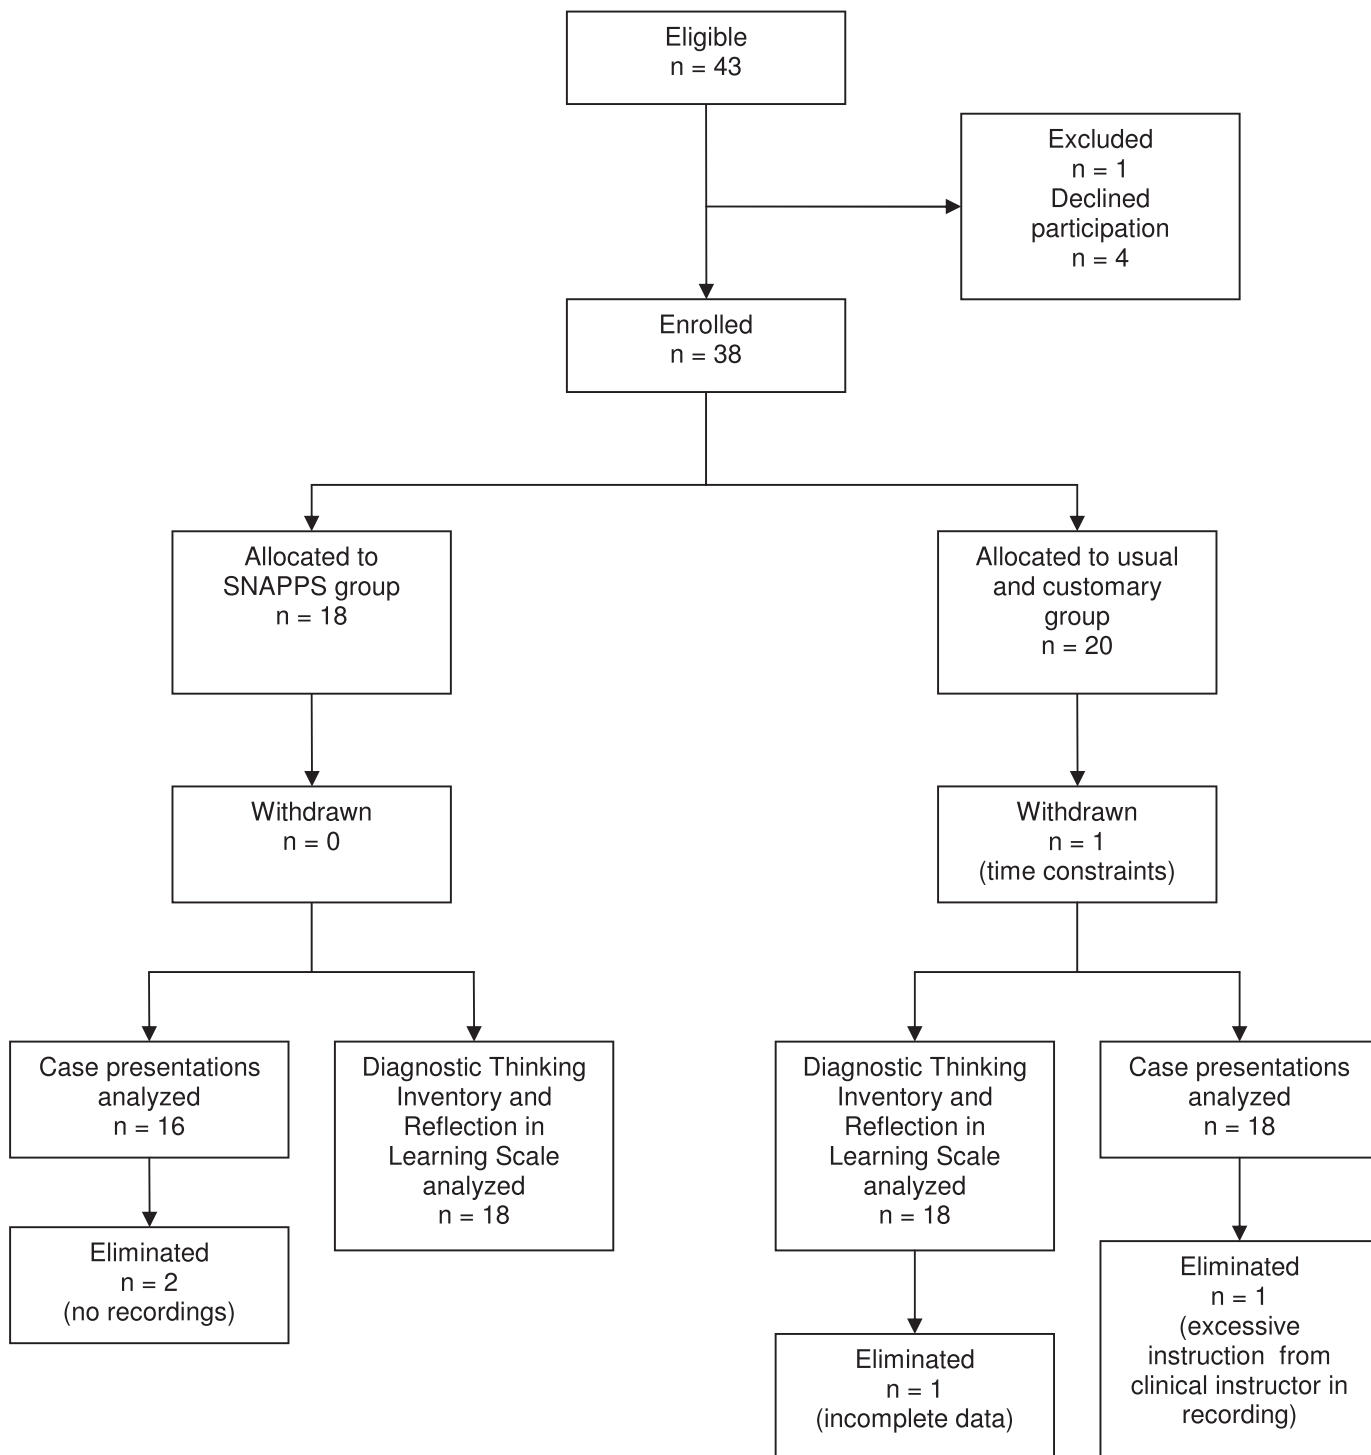 Eligible
n = 43
Excluded
n = 1
Declined
participation
n = 4
Enrolled
n = 38
Allocated to
SNAPPS group
n = 18
Allocated to usual
and customary
group
n = 20
Withdrawn
n = 0
Withdrawn
n = 1
(time constraints)
Case presentations
analyzed
n = 16
Diagnostic Thinking
Inventory and
Reflection in
Learning Scale
analyzed
n = 18
Diagnostic Thinking
Inventory and
Reflection in
Learning Scale
analyzed
n = 18
Case presentations
analyzed
n = 18
Eliminated
n = 2
(no recordings)
Eliminated
n = 1
(incomplete data)
Eliminated
n = 1
(excessive
instruction from
clinical instructor in
recording)